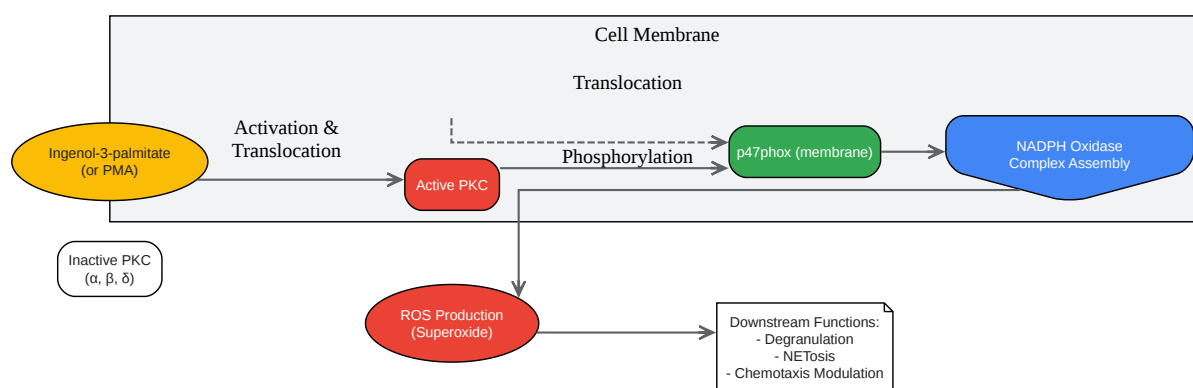 Cell Membrane
Translocation
Activation &
Translocation
Ingenol-3-palmitate
(or PMA)
Phosphorylation
Active PKC
p47phox (membrane)
NADPH Oxidase
Complex Assembly
Inactive PKC
(α, β, δ)
ROS Production
(Superoxide)
Downstream Functions:
- Degranulation
- NETosis
- Chemotaxis Modulation